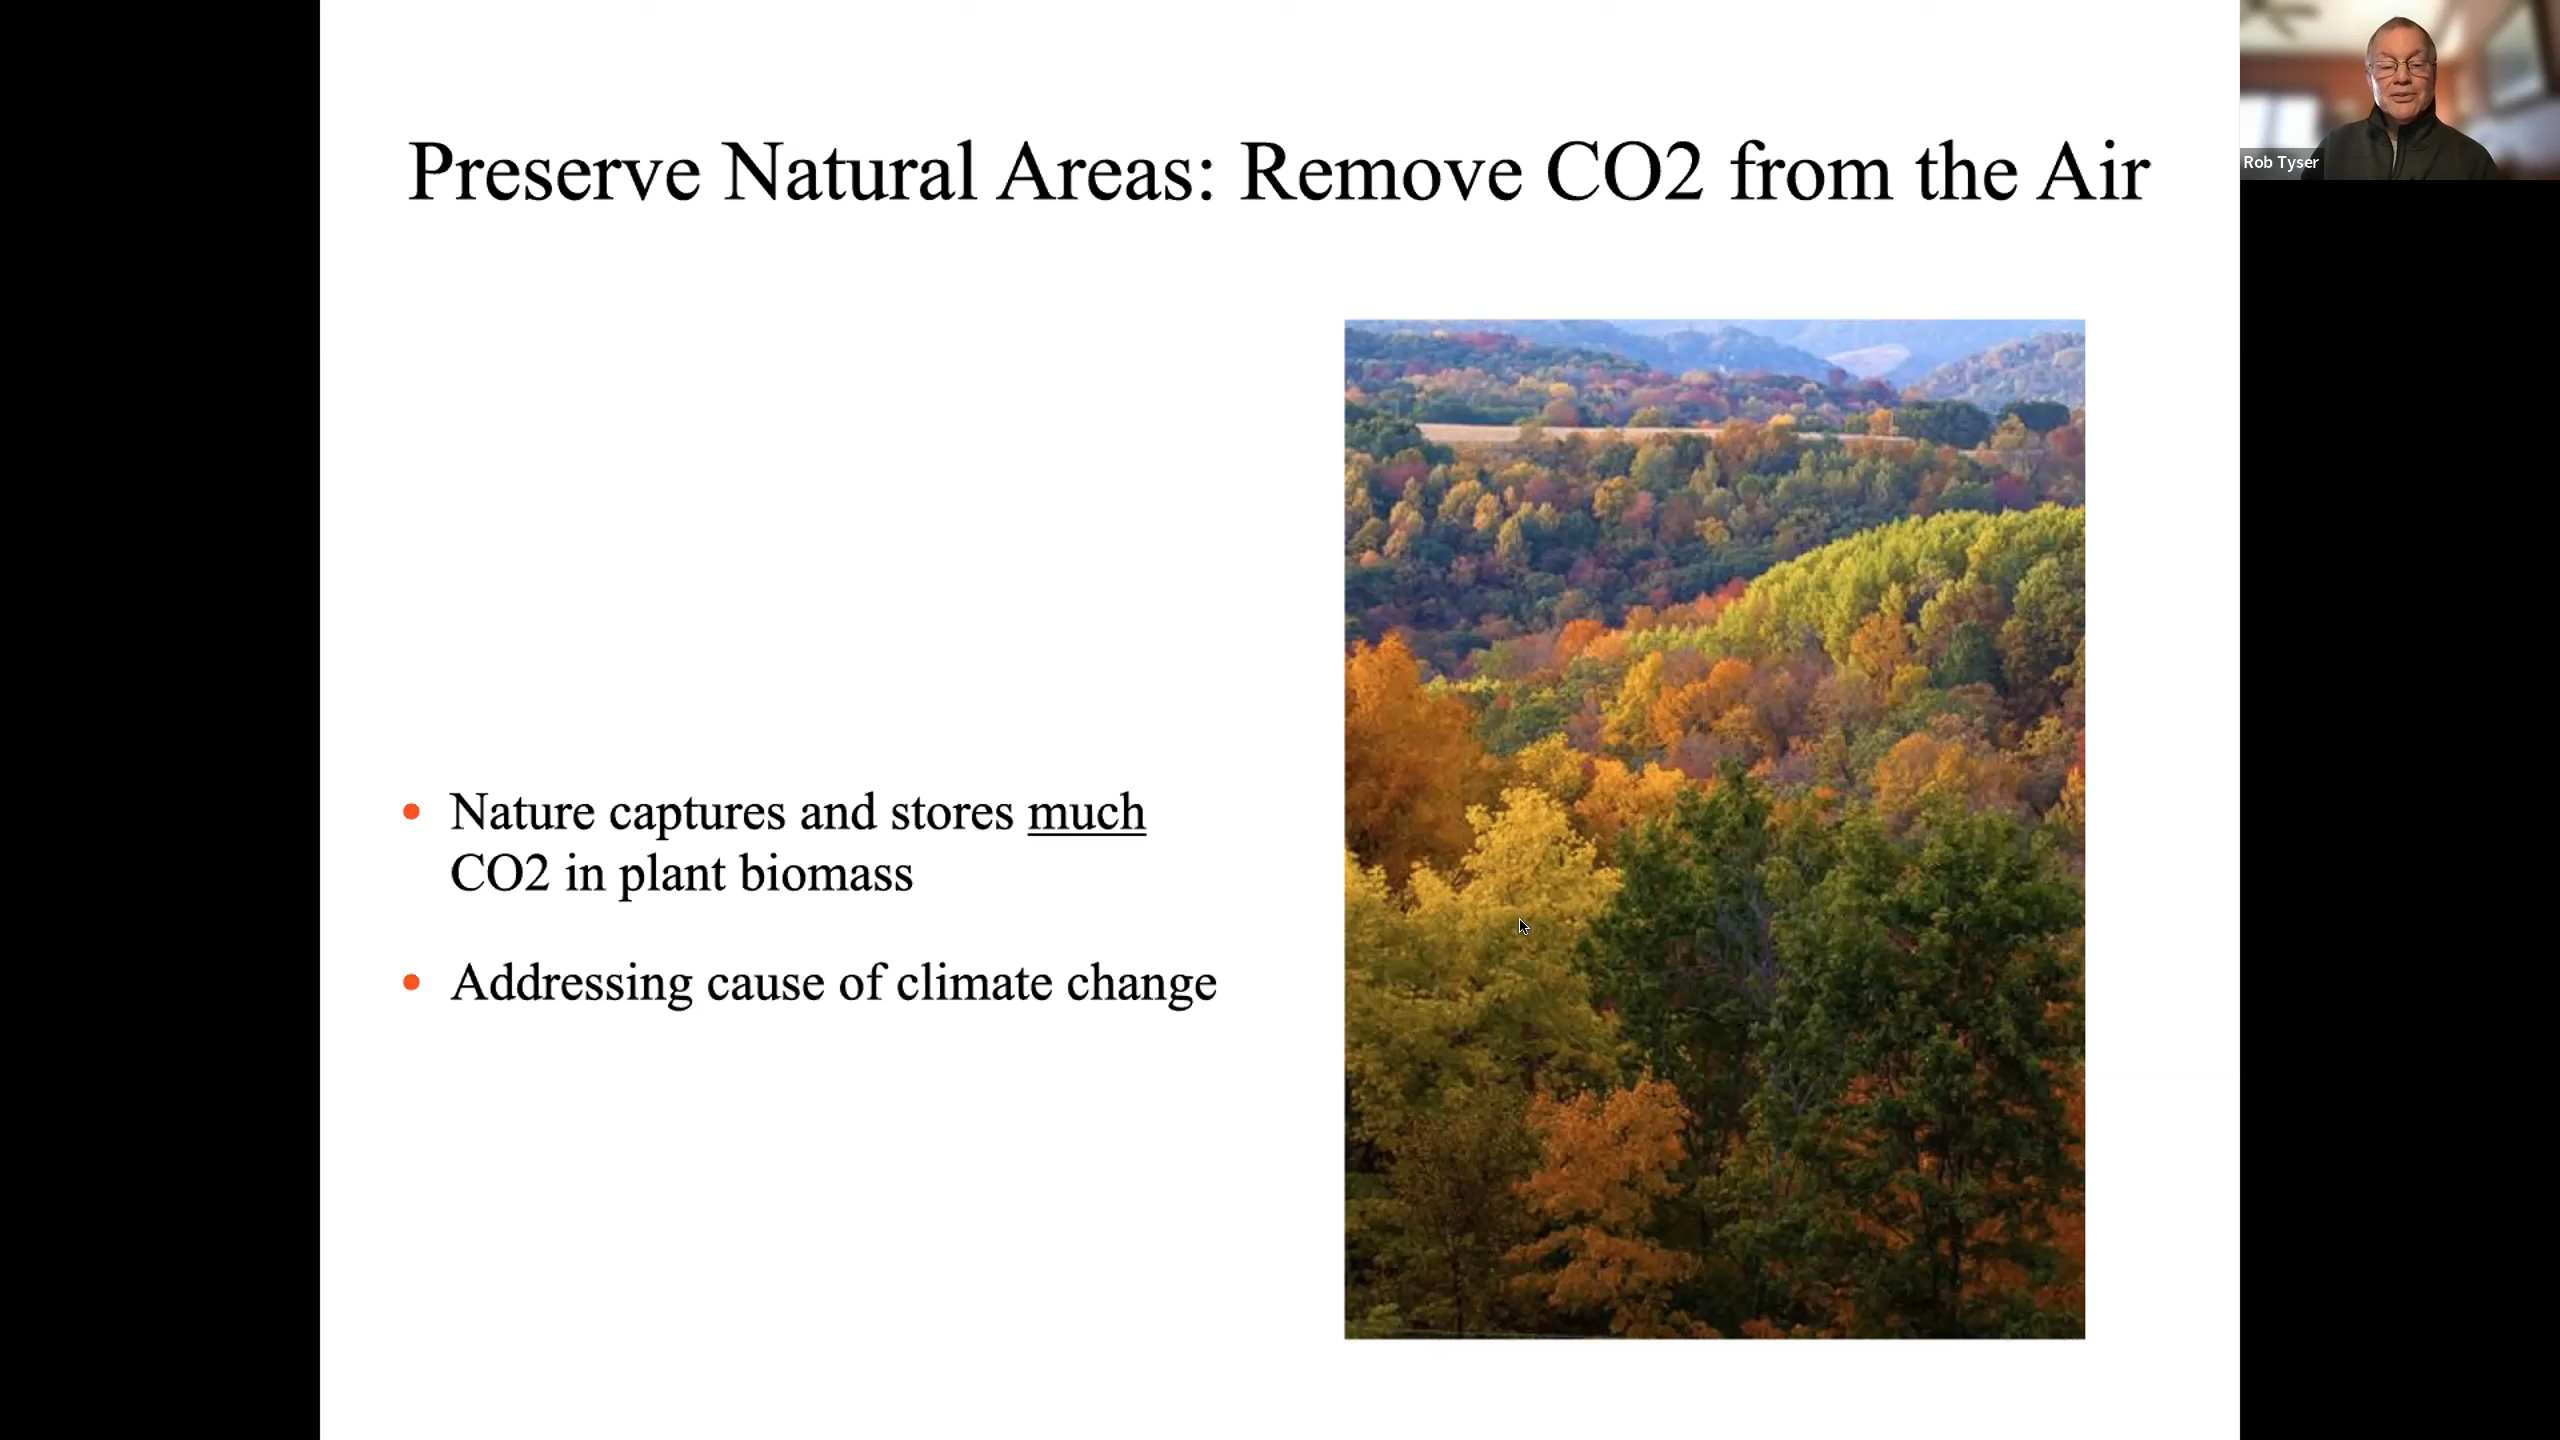 Preserve Natural Areas: Remove CO2 from the Air
Rob Tyser
Nature captures and stores much
CO2 in plant biomass
Addressing cause of climate change